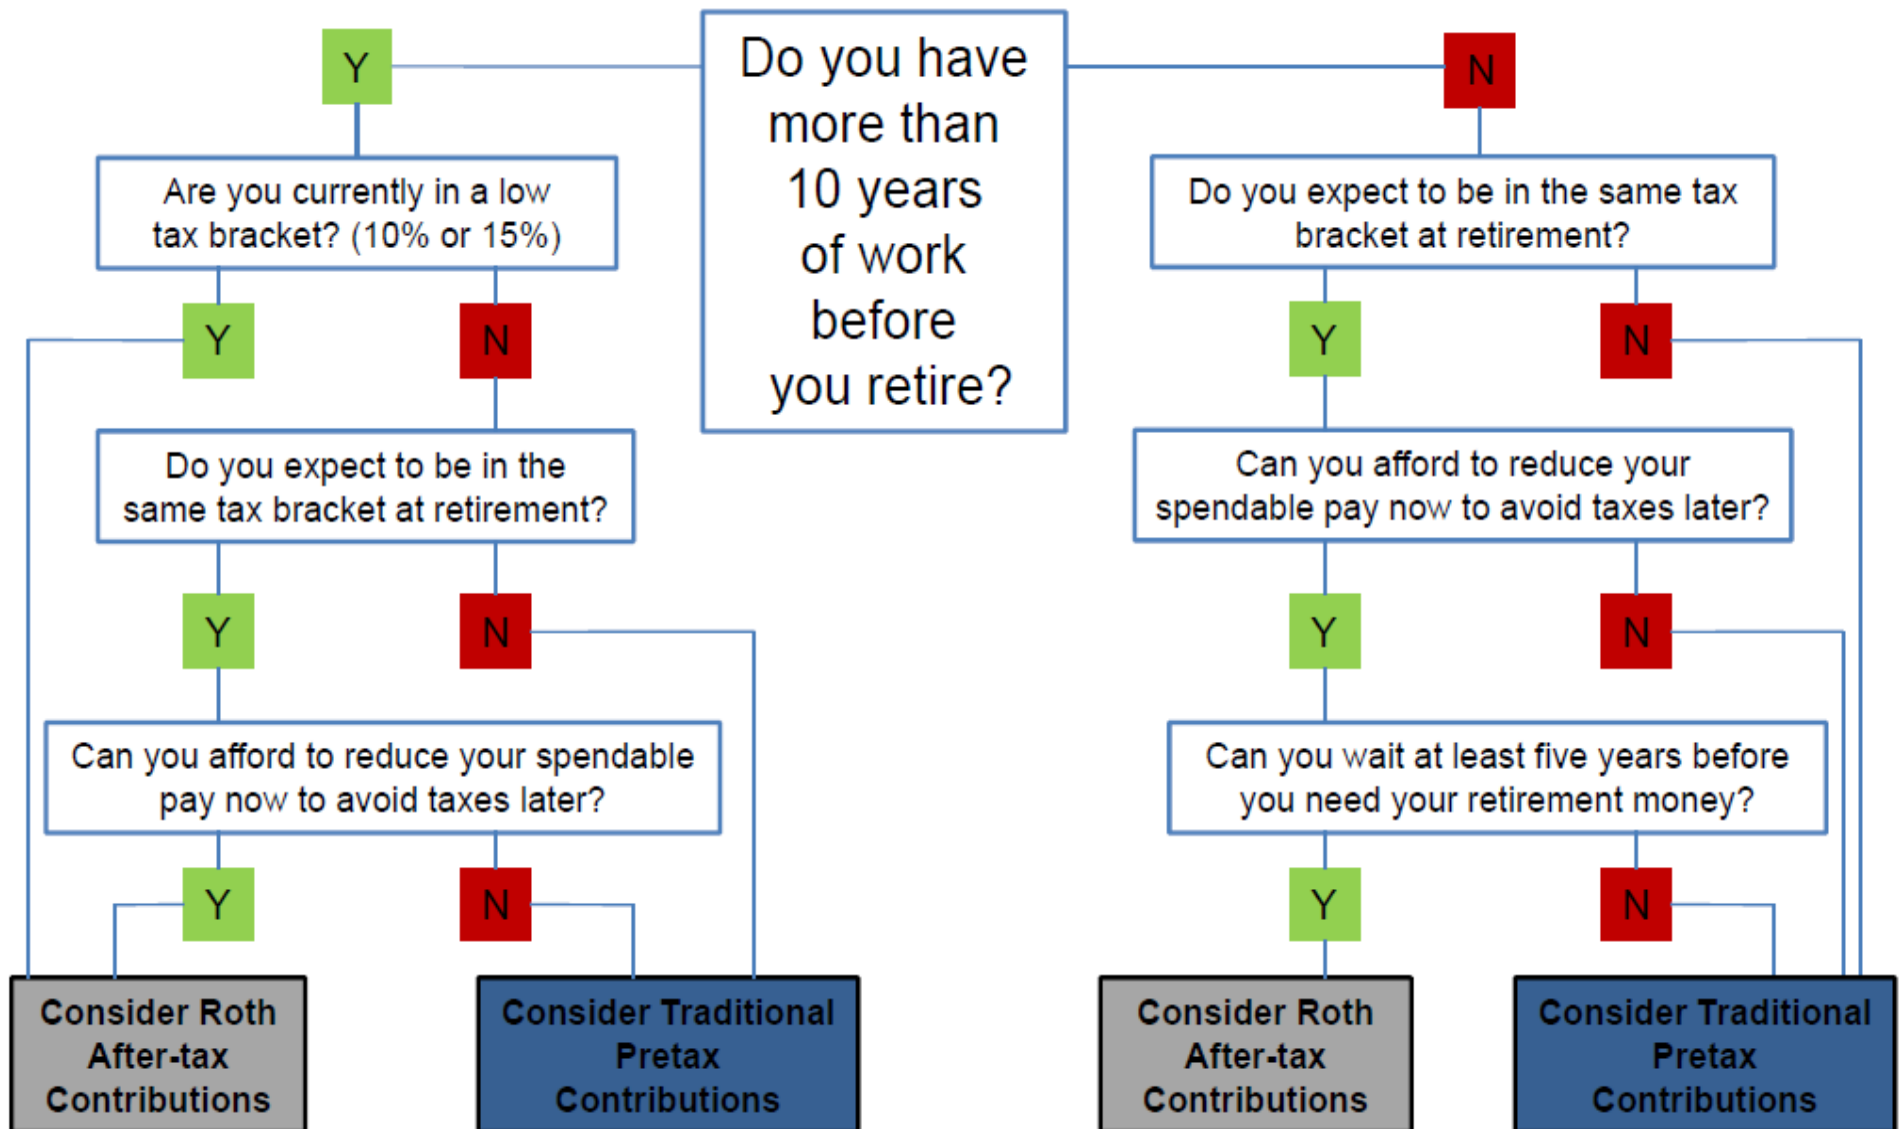 Do you have
more than
10 years
of work
before
you retire?
Y
Are you currently in a low
tax bracket? (10% or 15%)
Y
N
Do you expect to be in the
same tax bracket at retirement?
Y
N
Can you afford to reduce your spendable
pay now to avoid taxes later?
Y
N
Consider Roth
After-tax
Contributions
Consider Traditional
Pretax
Contributions
N
Do you expect to be in the same tax
bracket at retirement?
Y
N
Can you afford to reduce your
spendable pay now to avoid taxes later?
Y
N
Can you wait at least five years before
you need your retirement money?
Y
N
Consider Roth
After-tax
Contributions
Consider Traditional
Pretax
Contributions